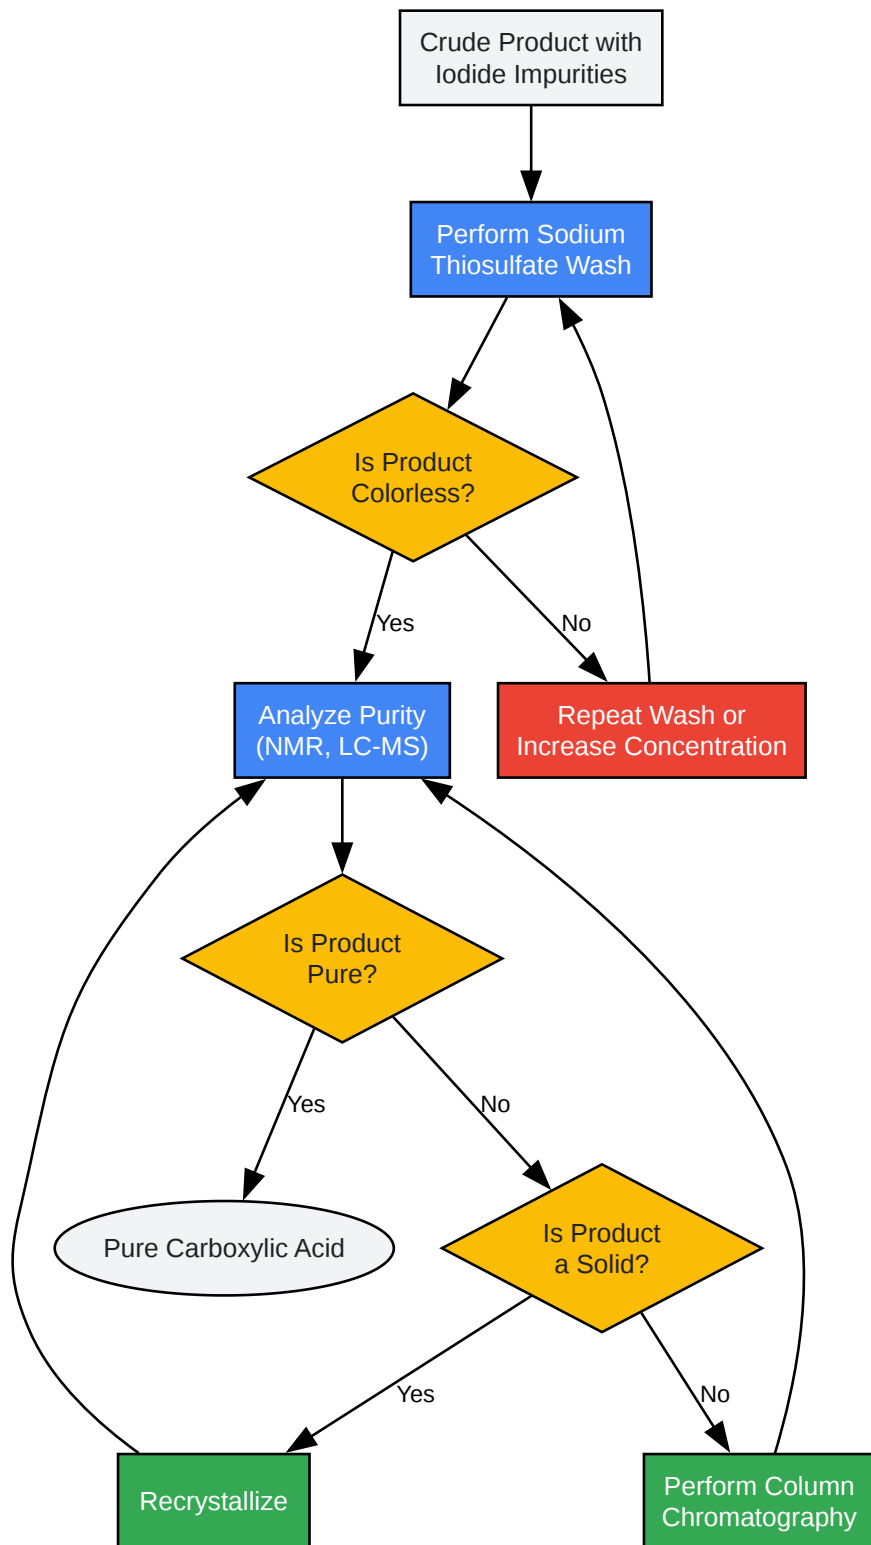 Crude Product with
Iodide Impurities
Perform Sodium
Thiosulfate Wash
Is Product
Colorless?
Yes
No
Analyze Purity
(NMR, LC-MS)
Repeat Wash or
Increase Concentration
Is Product
Pure?
Yes
No
Pure Carboxylic Acid
Is Product
a Solid?
Yes
No
Recrystallize
Perform Column
Chromatography